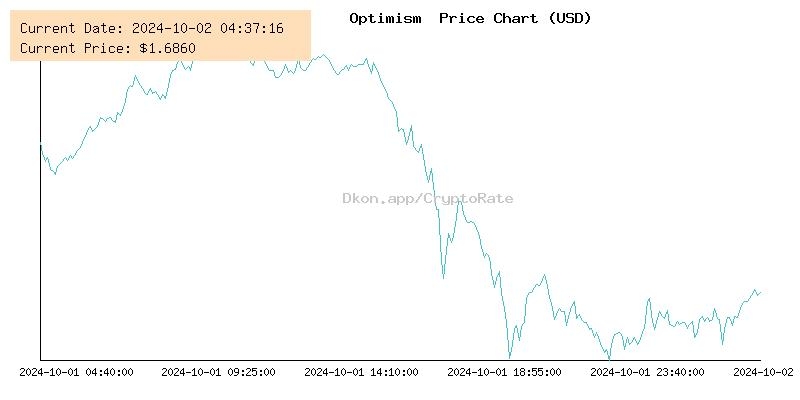 Optimism Price Chart (USD)
Current Date: 2024-10-02 04:37:16
Current Price: $1.6860
Dkon.app/CryptoRate
2024-10-01 04:40:00 2024-10-01 09:25:00 2024-10-01 14:10:00 2024-10-01 18:55:00 2024-10-01 23:40:00 2024-10-02